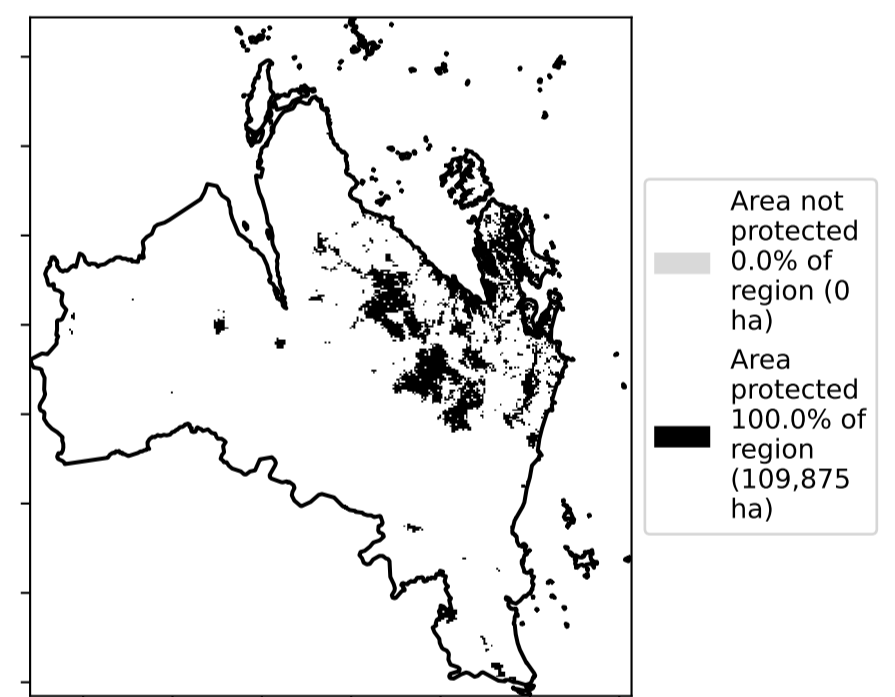 Area not
protected
0.0% of
region (0
ha)
Area
protected
100.0% of
region
(109,875
ha)